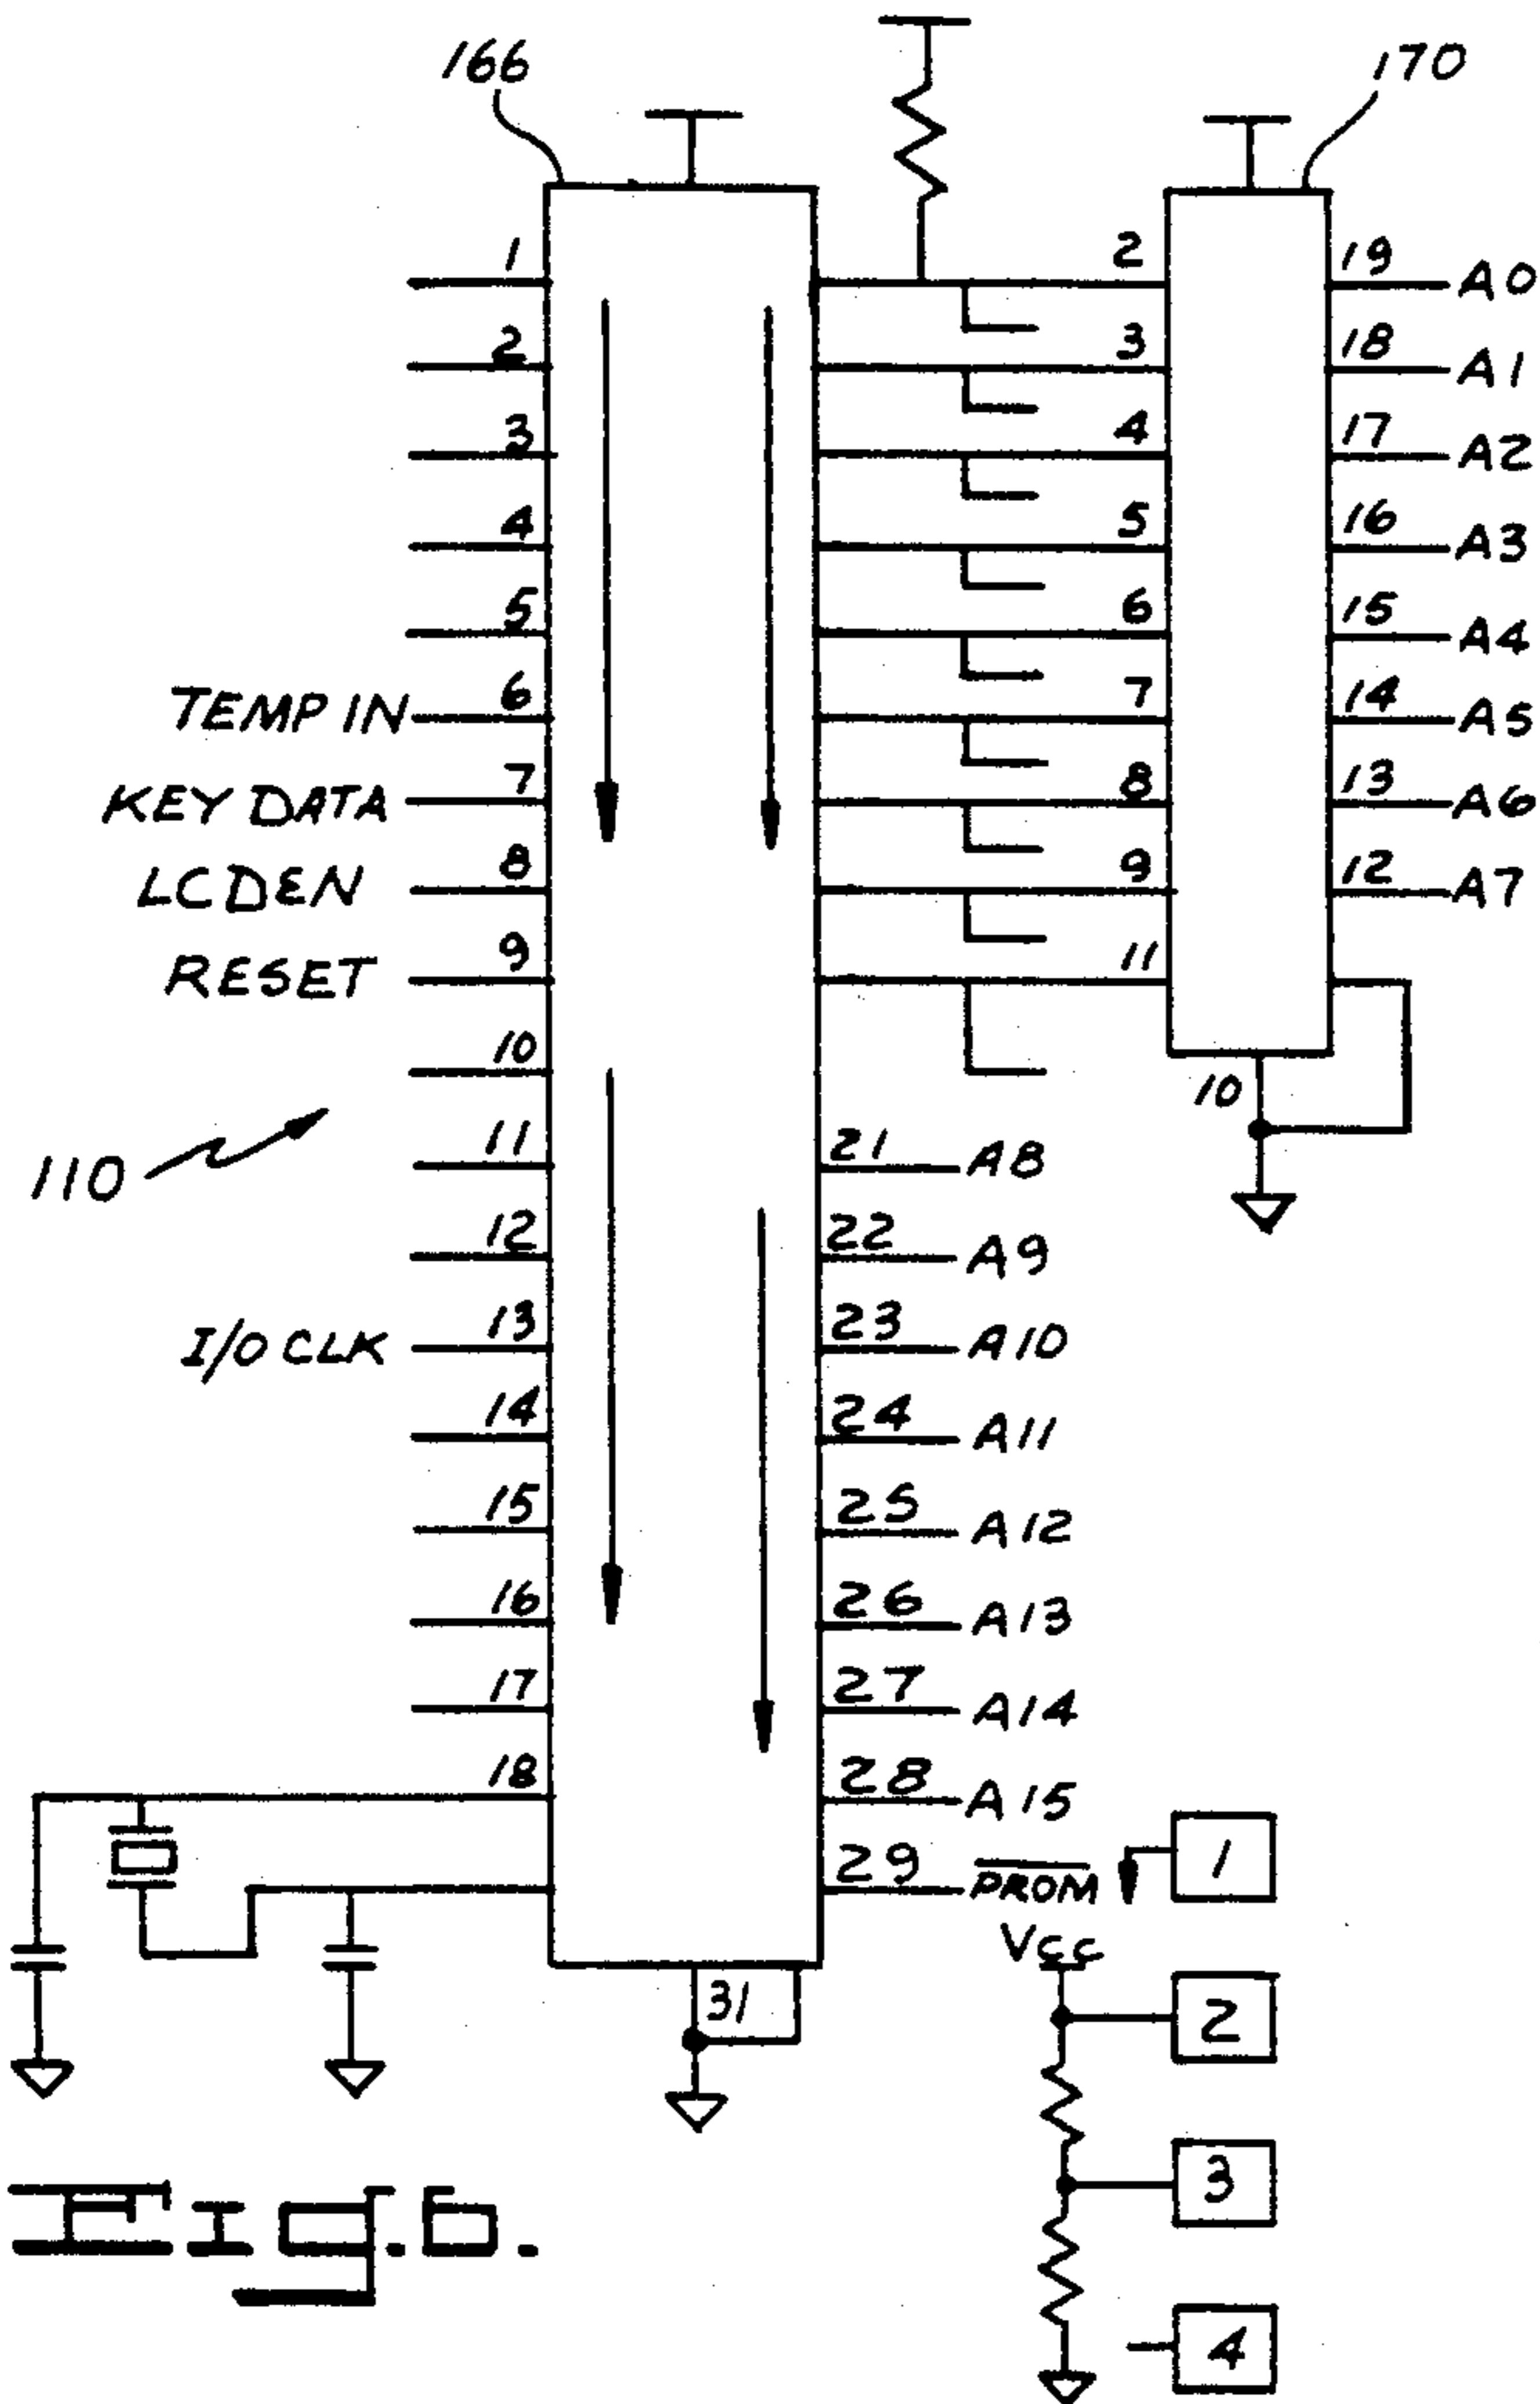 166
170
1 2 19 A0
2 3 18 A1
3 4 17 A2
4 5 16 A3
5 6 15 A4
TEMP IN 6 7 14 A5
KEY DATA 7 8 13 A6
LCDEN 8 9 12 A7
RESET 9 11
10 10
110
11 21 A8
12 22 A9
I/O CLK 13 23 A10
14 24 A11
15 25 A12
16 26 A13
17 27 A14
18 28 A15
29 PROM 1
31
Vcc
2
3
4
Fig.6.